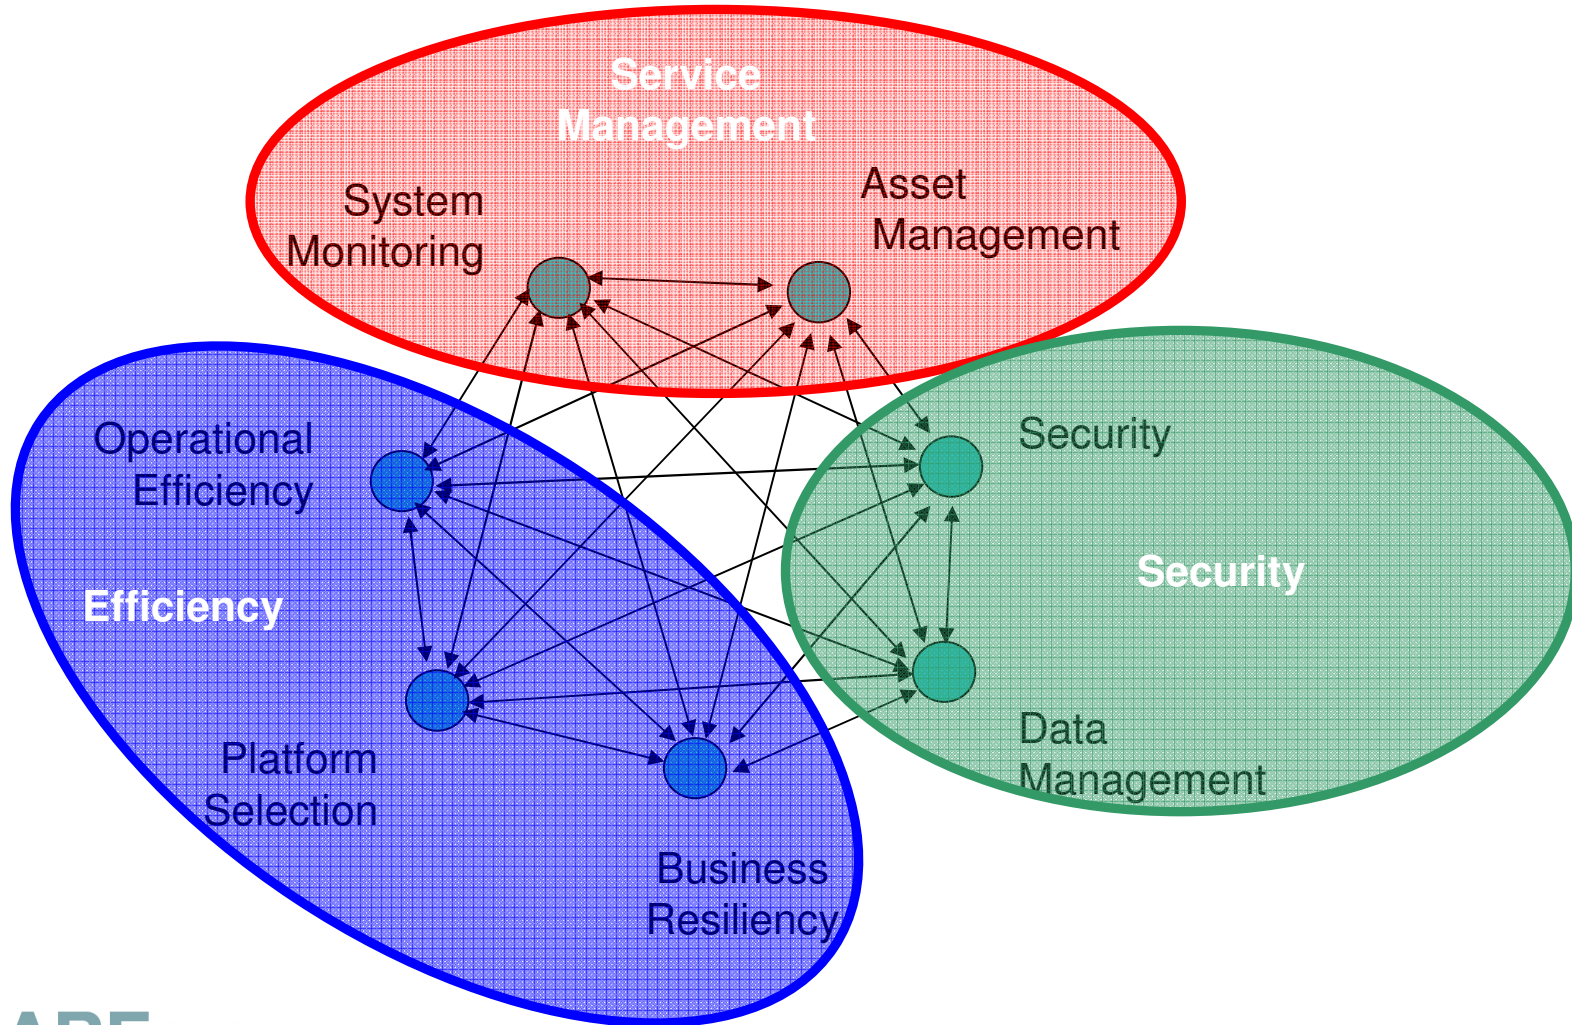 Service
Management
System
Monitoring
Asset
Management
Operational
Efficiency
Security
Efficiency
Security
Platform
Selection
Data
Management
Business
Resiliency